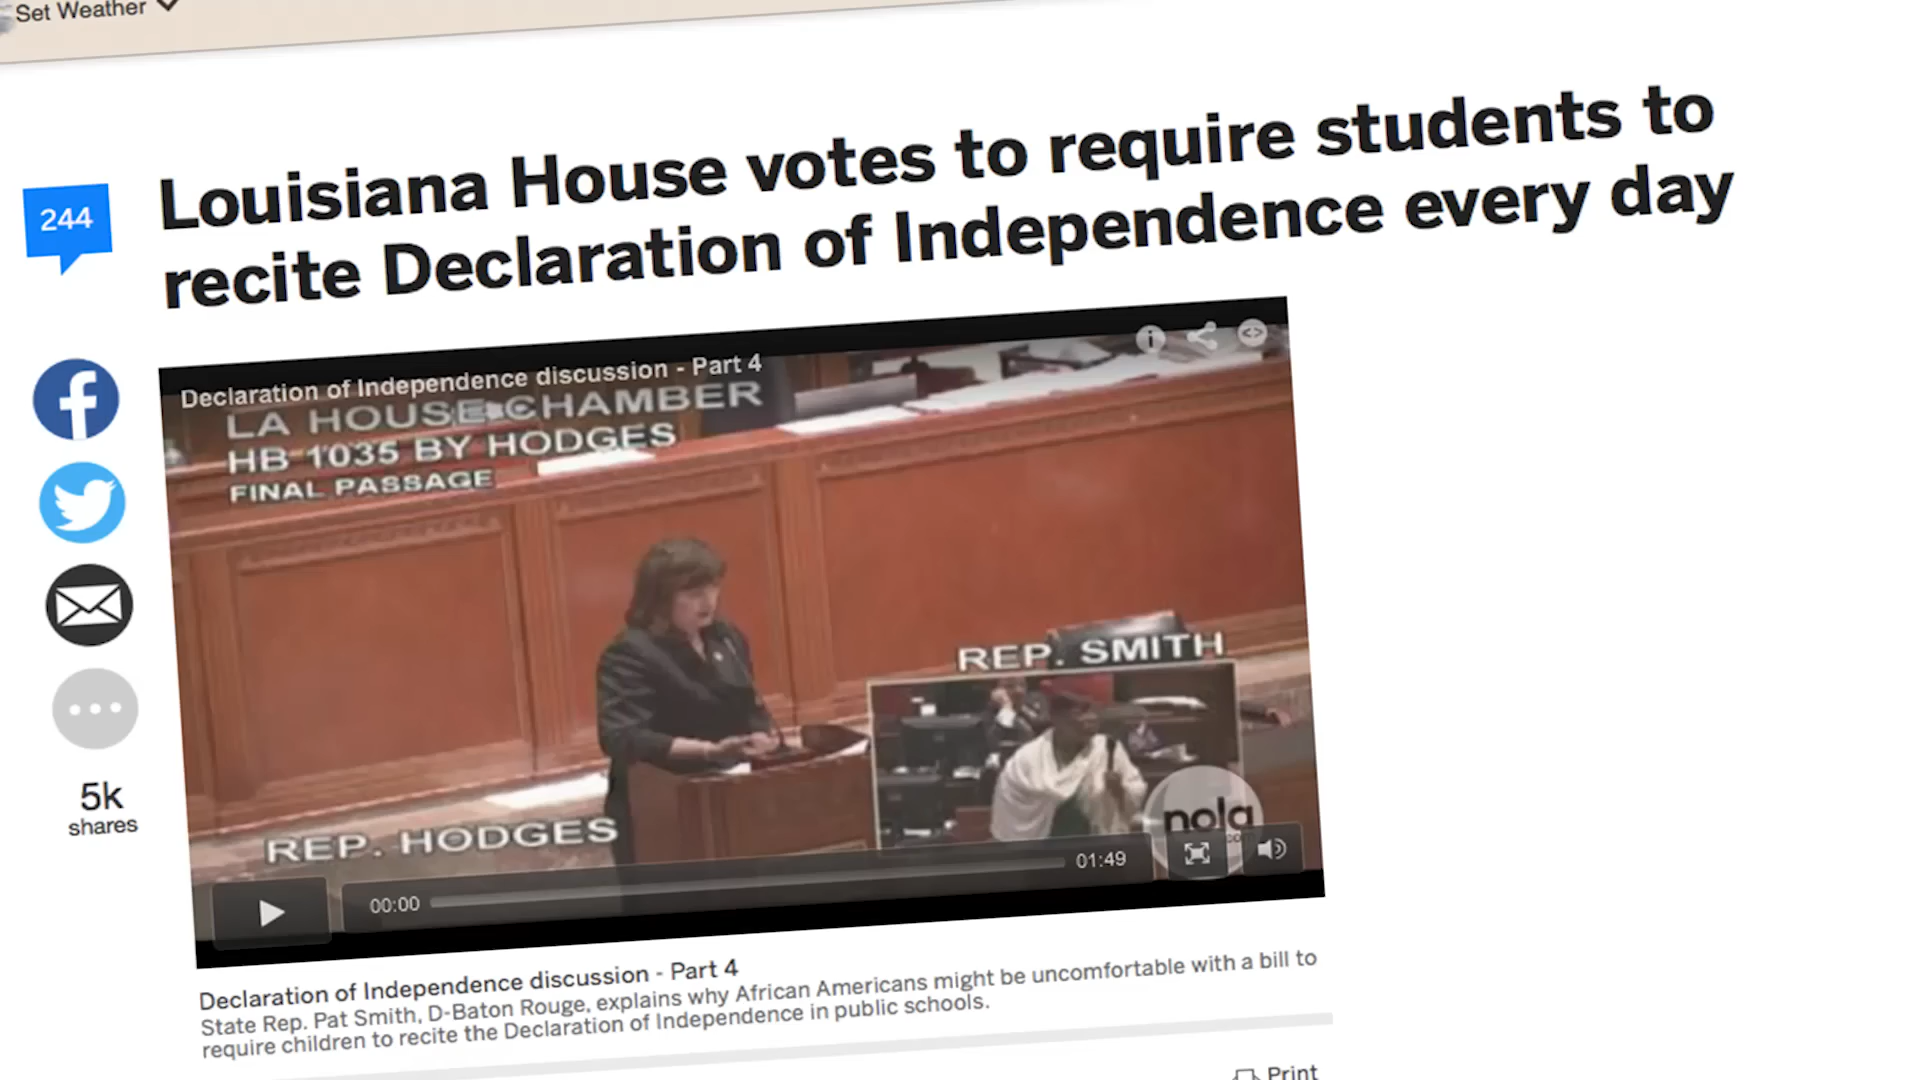 Set Weather
Louisiana House votes to require students to
244
recite Declaration of Independence every day
Declaration of Independence discussion - Part 4
LA HOUSE CHAMBER
HB 1035 BY HODGES
FINAL PASSAGE
REP. SMITH
5k
shares
REP. HODGES
nola
00:00
01:49
Declaration of Independence discussion - Part 4
State Rep. Pat Smith, D-Baton Rouge, explains why African Americans might be uncomfortable with a bill to
require children to recite the Declaration of Independence in public schools.
Print